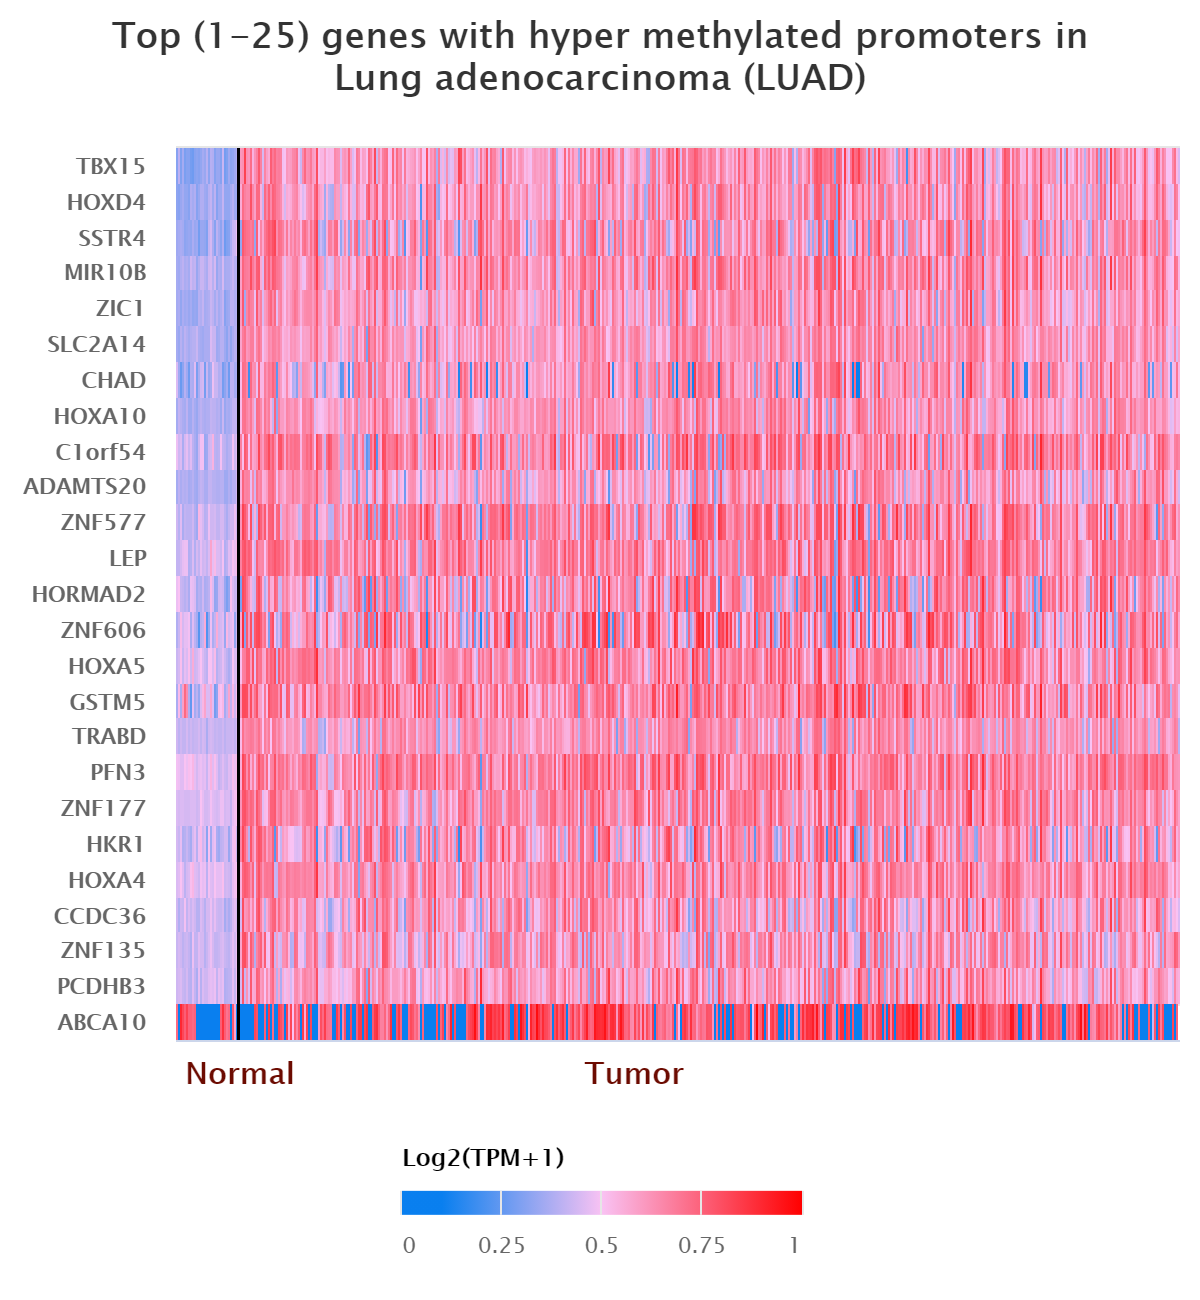 Top (1-25) genes with hyper methylated promoters in
Lung adenocarcinoma (LUAD)
TBX15
HOXD4
SSTR4
MIR10B
ZIC1
SLC2A14
CHAD
HOXA10
C1orf54
ADAMTS20
ZNF577
LEP
HORMAD2
ZNF606
HOXA5
GSTM5
TRABD
PFN3
ZNF177
HKR1
HOXA4
CCDC36
ZNF135
PCDHB3
ABCA10
Normal Tumor
Log2(TPM+1)
0 0.25 0.5 0.75 1